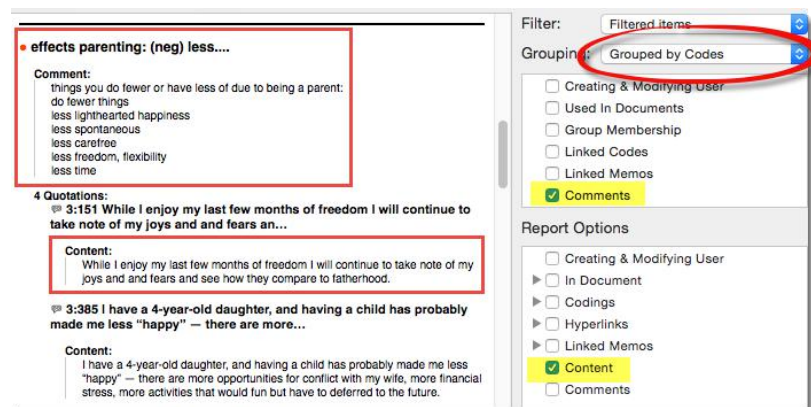 effects parenting: (neg) less....
Comment:
things you do fewer or have less of due to being a parent:
do fewer things
less lighthearted happiness
less spontaneous
less carefree
less freedom, flexibility
less time
4 Quotations:
3:151 While I enjoy my last few months of freedom I will continue to
take note of my joys and and fears an...
Content:
While I enjoy my last few months of freedom I will continue to take note of my
joys and and fears and see how they compare to fatherhood.
3:385 I have a 4-year-old daughter, and having a child has probably
made me less "happy" — there are more...
Content:
I have a 4-year-old daughter, and having a child has probably made me less
"happy" — there are more opportunities for conflict with my wife, more financial
stress, more activities that would fun but have to deferred to the future.
Filter: Filtered items
Grouping: Grouped by Codes
Creating & Modifying User
Used In Documents
Group Membership
Linked Codes
Linked Memos
Comments
Report Options
Creating & Modifying User
In Document
Codings
Hyperlinks
Linked Memos
Content
Comments